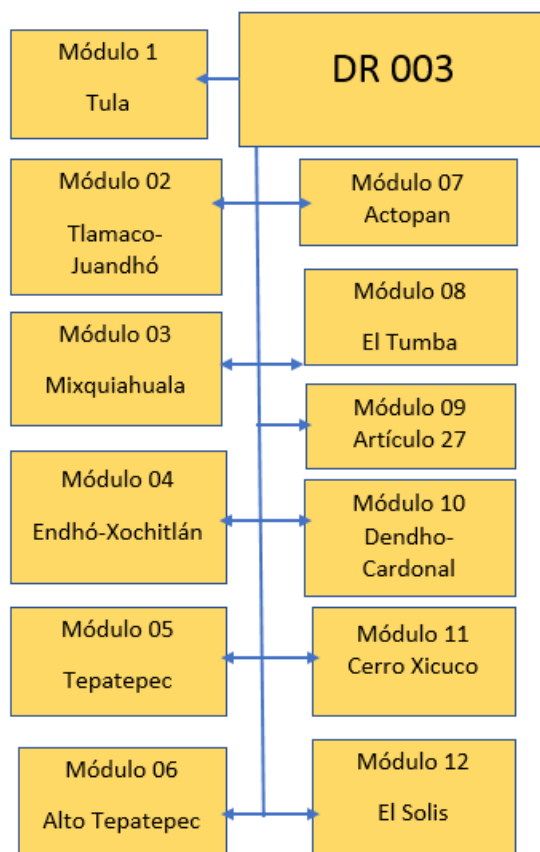 DR 003
Módulo 1
Tula
Módulo 02
Tlamaco-
Juandhó
Módulo 03
Mixquiahuala
Módulo 04
Endhó-Xochitlán
Módulo 05
Tepatepec
Módulo 06
Alto Tepatepec
Módulo 07
Actopan
Módulo 08
El Tumba
Módulo 09
Artículo 27
Módulo 10
Dendho-
Cardonal
Módulo 11
Cerro Xicuco
Módulo 12
El Solis